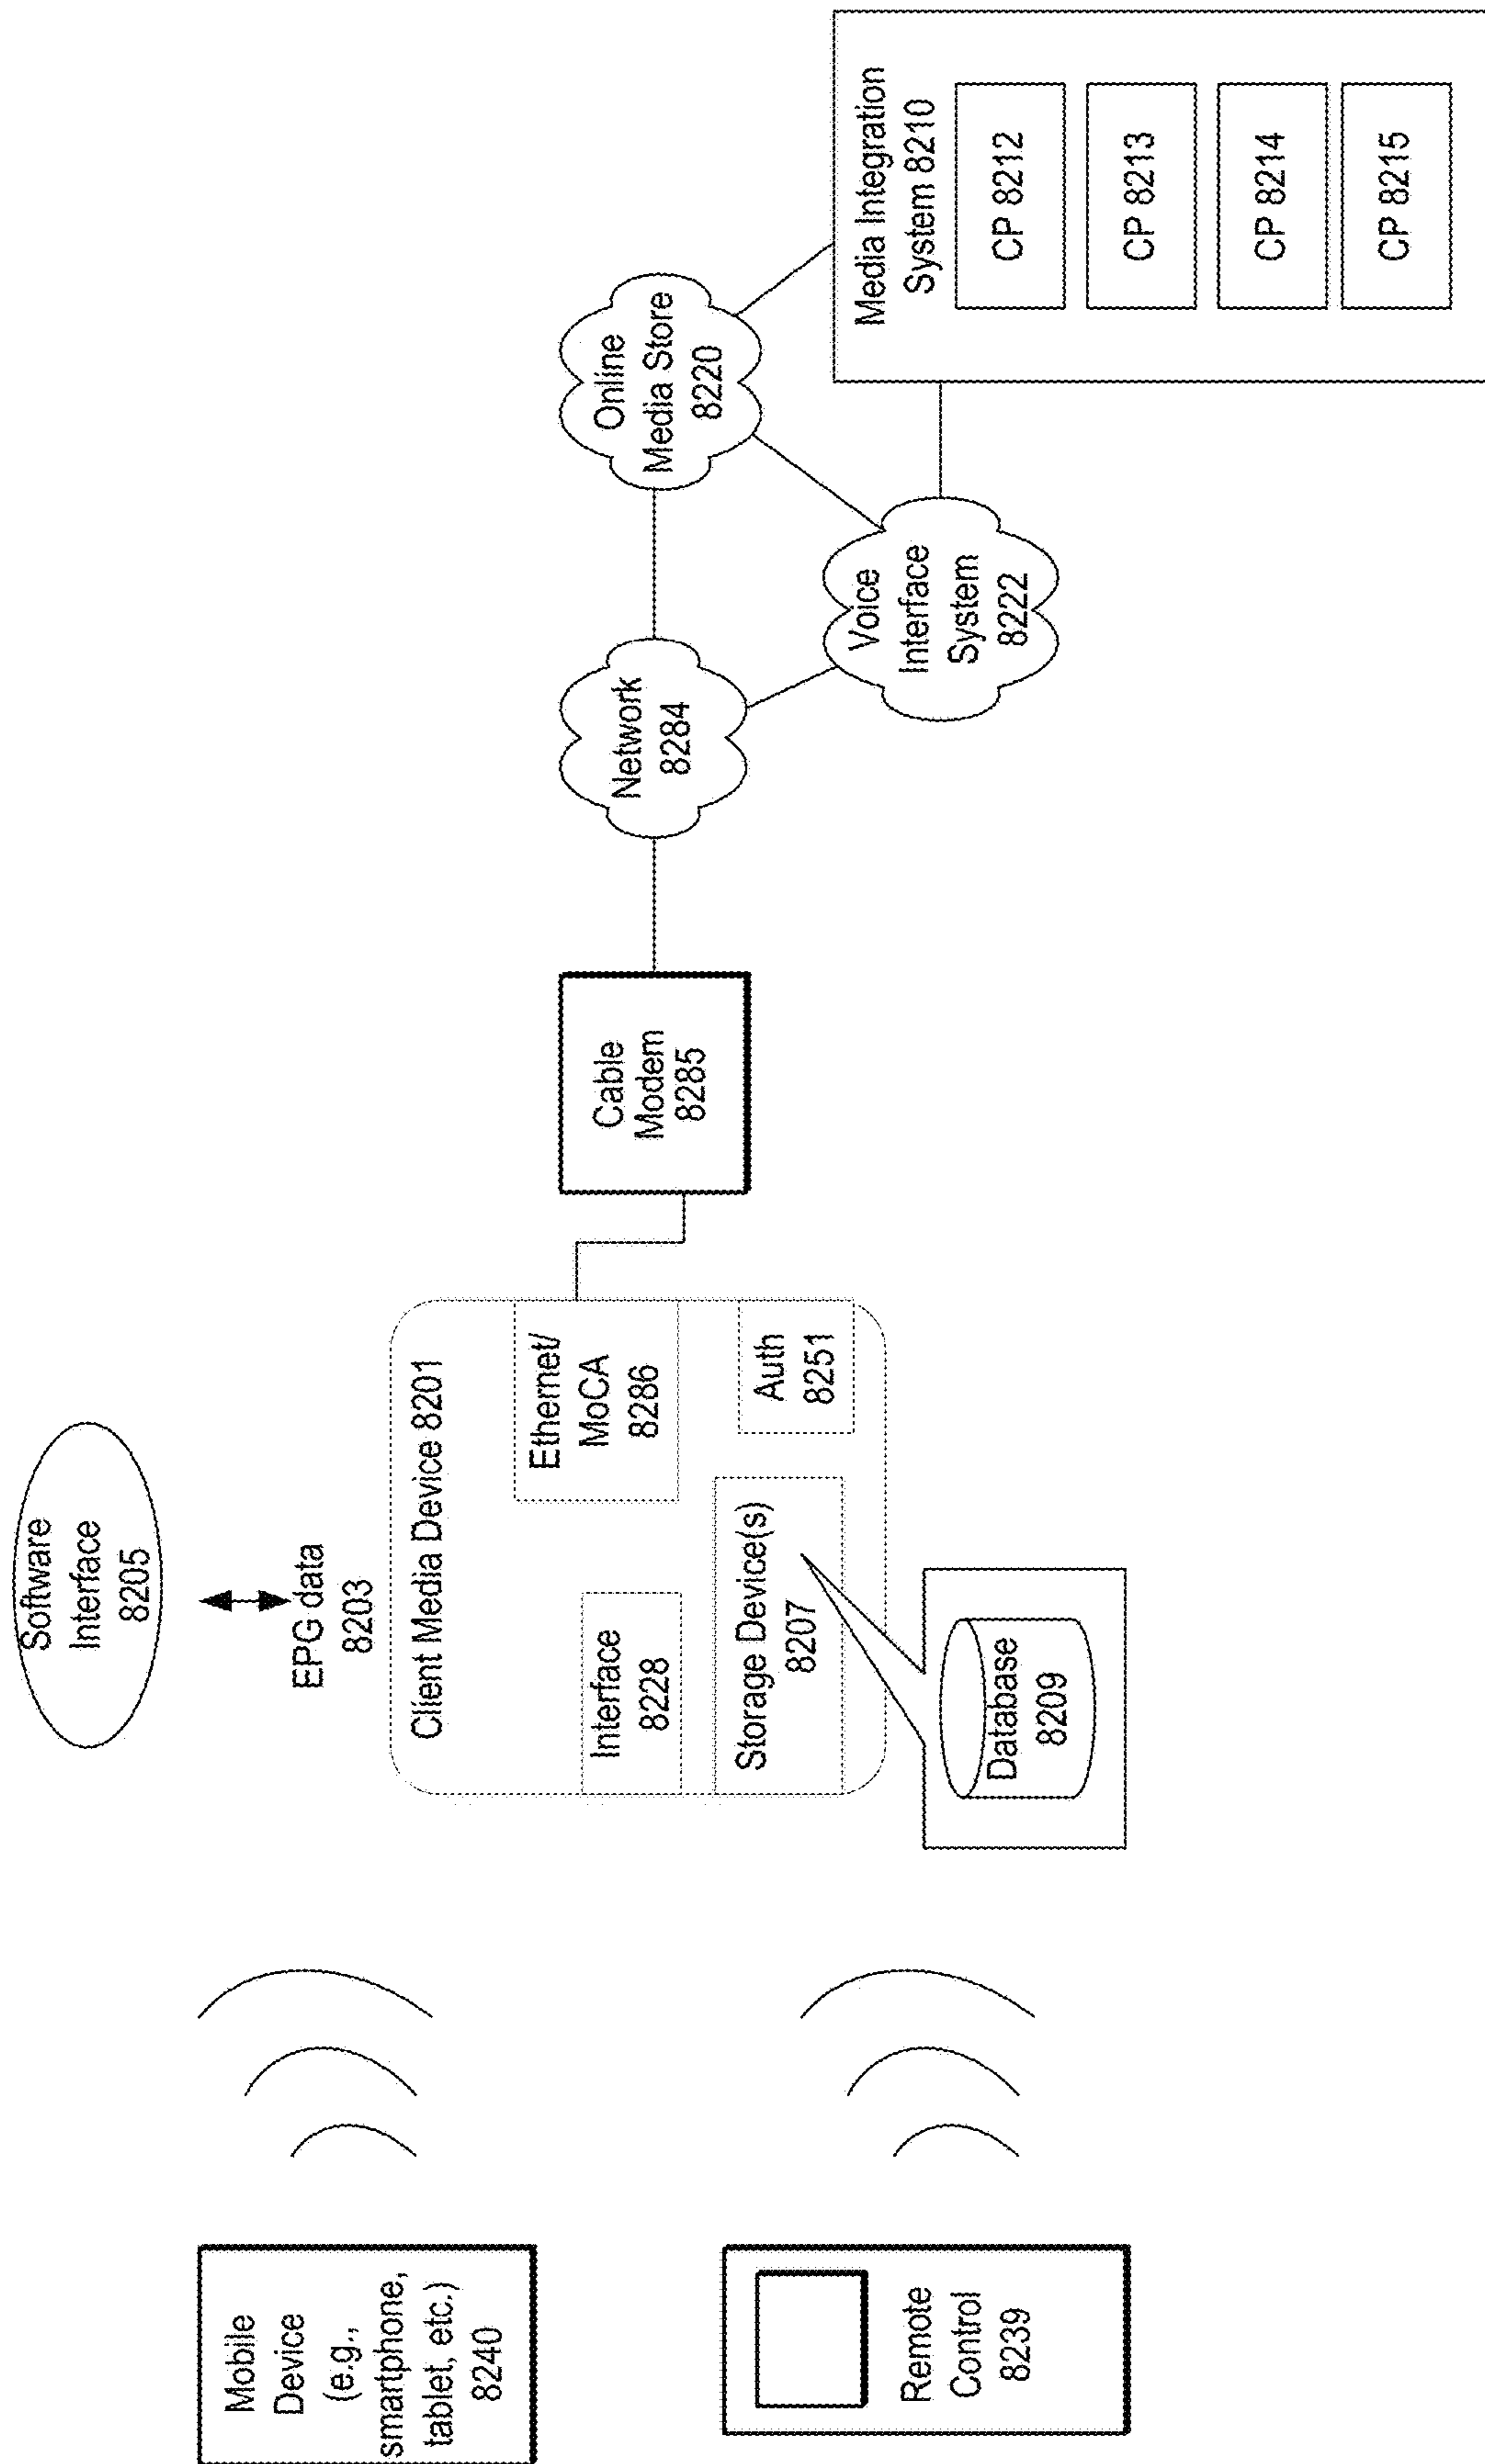 Software
Interface
8205
EPG data
8203
Mobile
Device
(e.g.,
smartphone,
tablet, etc.)
8240
Client Media Device 8201
Interface
8228
Ethernet/
MoCA
8286
Storage Device(s)
8207
Auth
8251
Database
8209
Remote
Control
8239
Cable
Modem
8285
Network
8284
Online
Media Store
8220
Voice
Interface
System
8222
Media Integration
System 8210
CP 8212
CP 8213
CP 8214
CP 8215